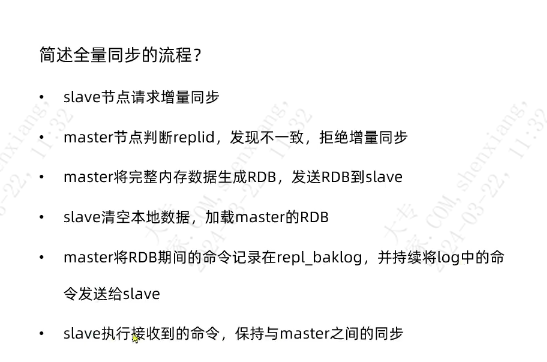 简述全量同步的流程？
• slave节点请求增量同步
• master节点判断replid，发现不一致，拒绝增量同步
• master将完整内存数据生成RDB，发送RDB到slave
• slave清空本地数据，加载master的RDB
• master将RDB期间的命令记录在repl_baklog，并持续将log中的命
令发送给slave
• slave执行接收到的命令，保持与master之间的同步